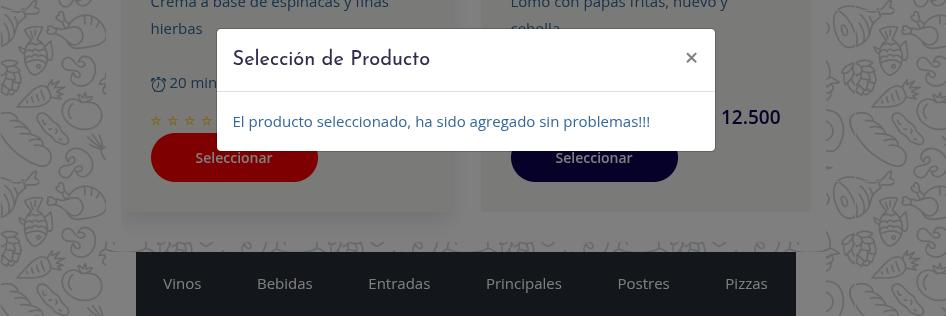 Crema a base de espinacas y finas
hierbas
Lomo con papas fritas, huevo y
cebolla
Selección de Producto
×
El producto seleccionado, ha sido agregado sin problemas!!!
20 min
12.500
Seleccionar
Seleccionar
Vinos
Bebidas
Entradas
Principales
Postres
Pizzas